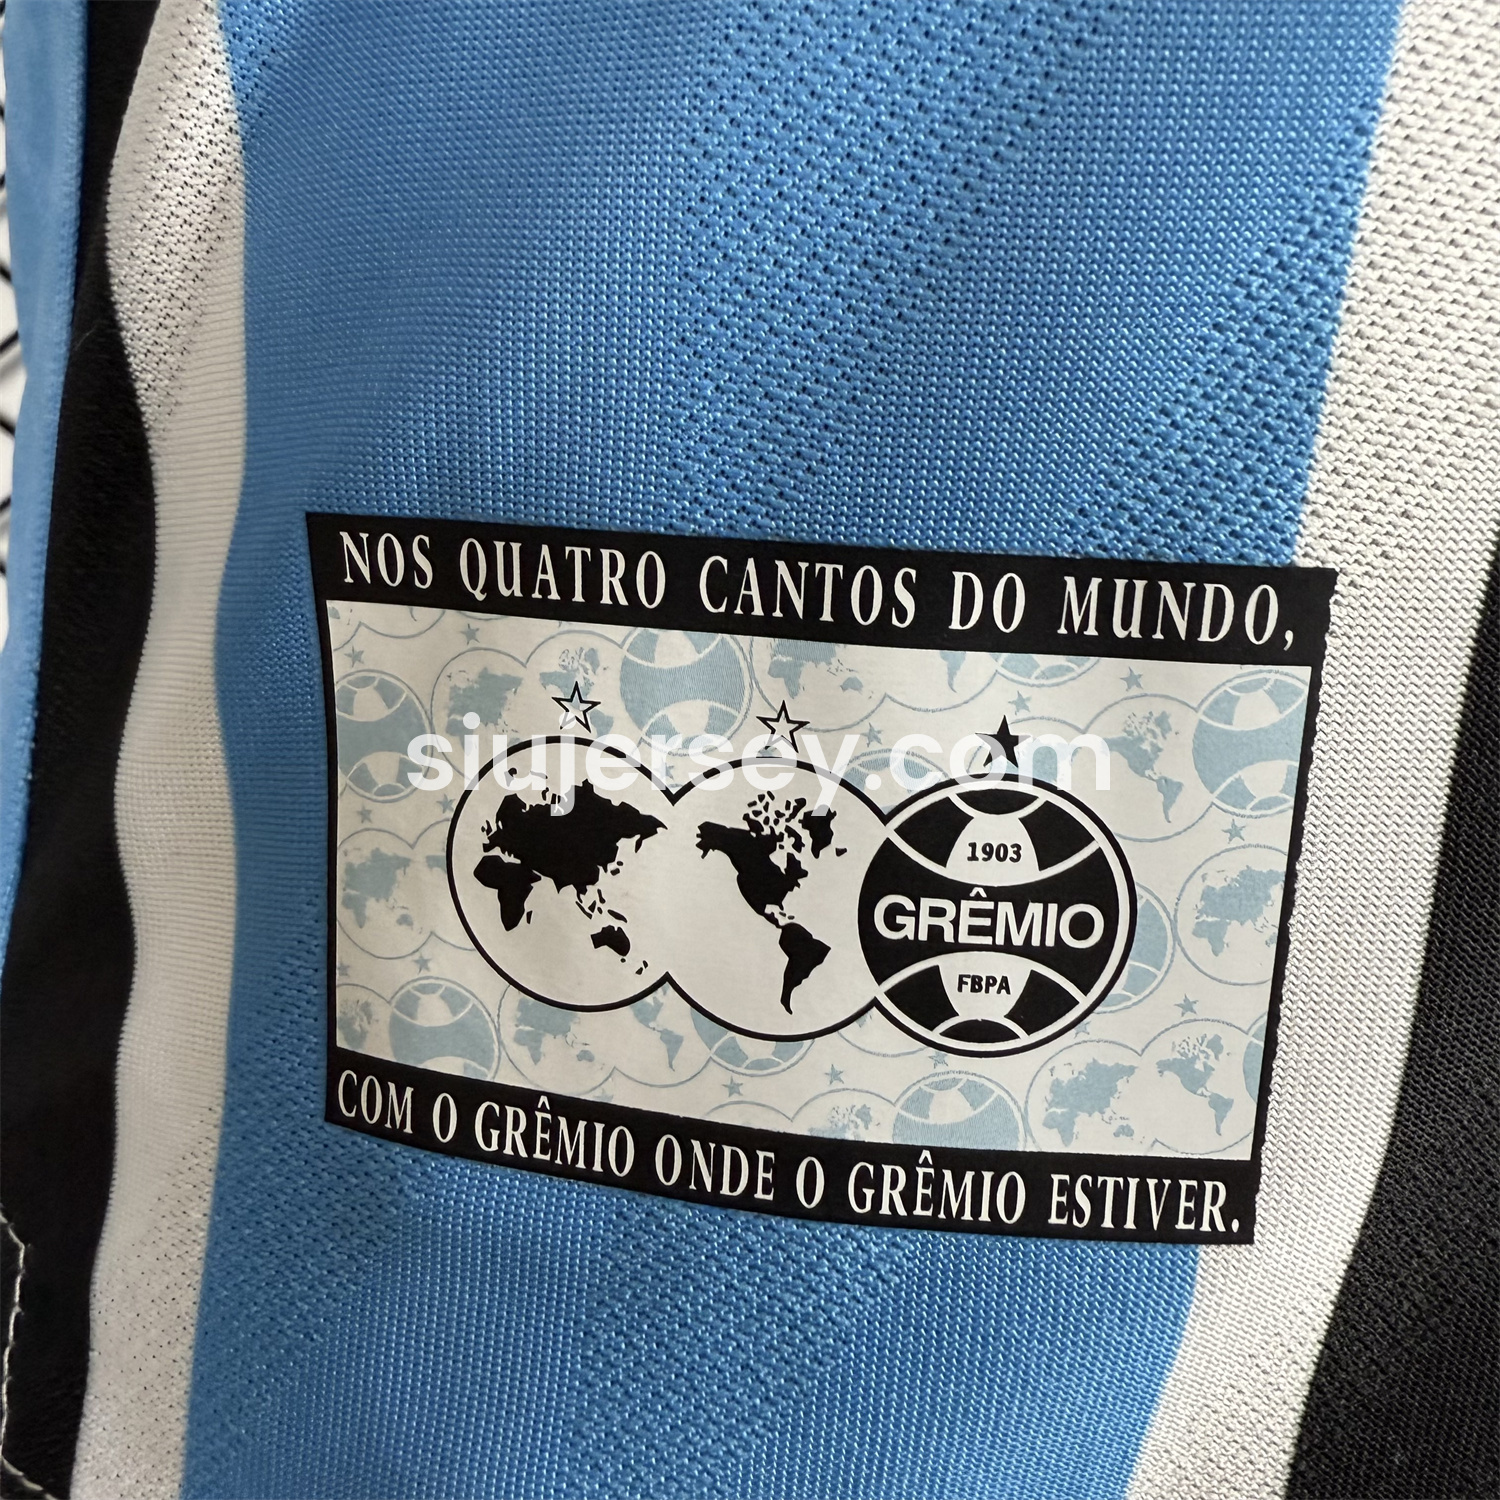 NOS QUATRO CANTOS DO MUNDO,
siujersey.com
1903
GRÊMIO
FBPA
COM O GRÊMIO ONDE O GRÊMIO ESTIVER.